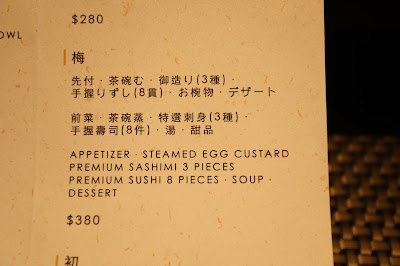 $280
OWL
梅
先付·茶碗む·御造り(3種)·
手握りずし(8貫)·お椀物·デザート
前菜·茶碗蒸·特選刺身(3種)·
手握壽司(8件)·湯·甜品
APPETIZER · STEAMED EGG CUSTARD
PREMIUM SASHIMI 3 PIECES
PREMIUM SUSHI 8 PIECES · SOUP ·
DESSERT
$380
初